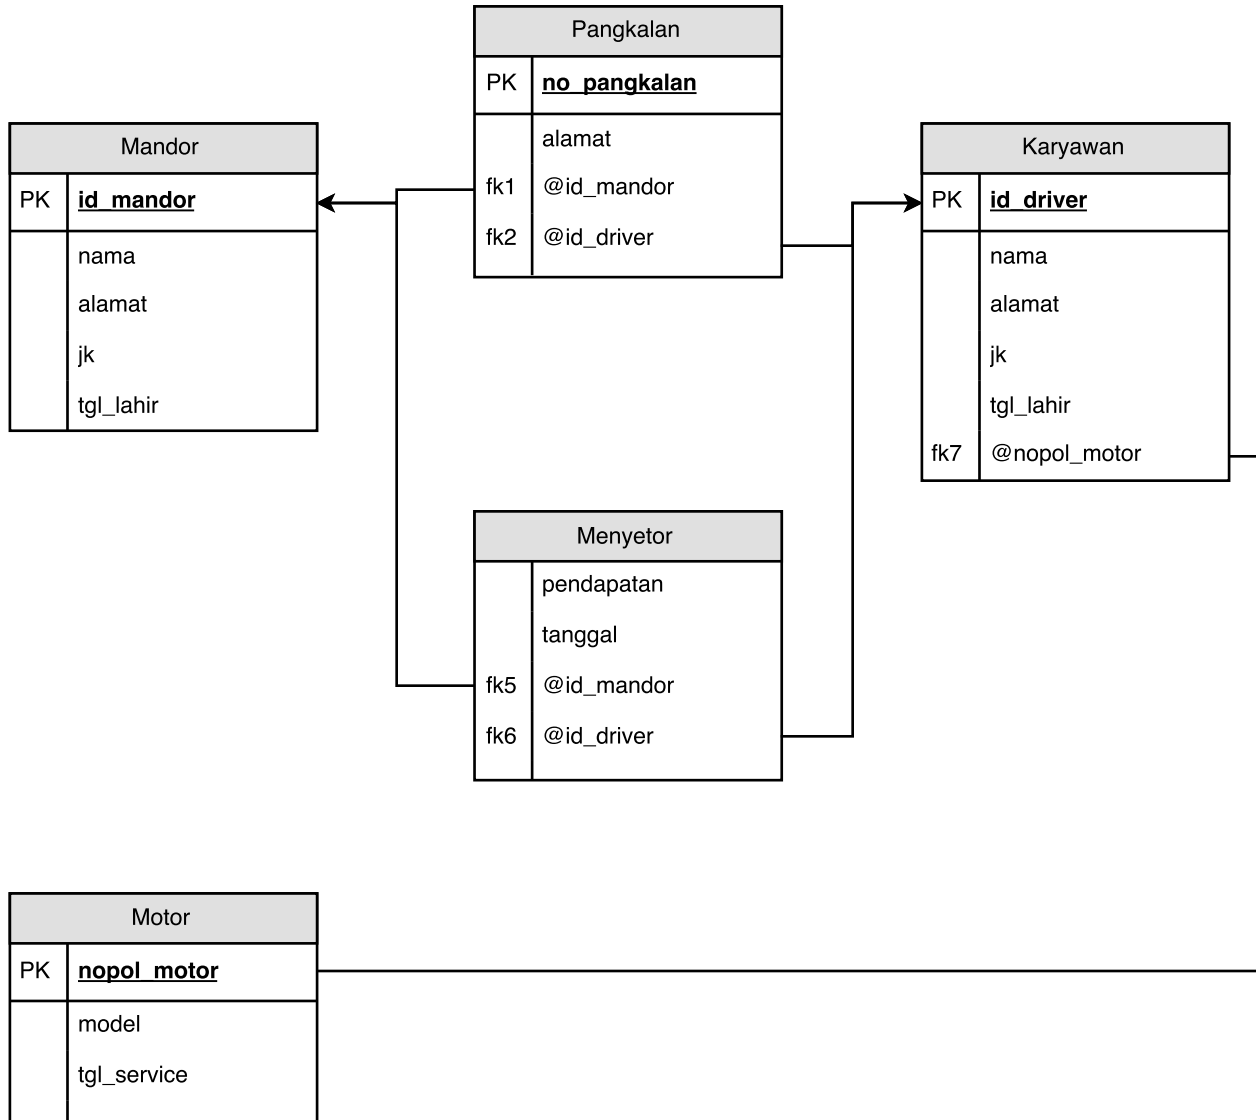 Pangkalan
PK no_pangkalan
alamat
fk1 @id_mandor
fk2 @id_driver
Mandor
PK id_mandor
nama
alamat
jk
tgl_lahir
Karyawan
PK id_driver
nama
alamat
jk
tgl_lahir
fk7 @nopol_motor
Menyetor
pendapatan
tanggal
fk5 @id_mandor
fk6 @id_driver
Motor
PK nopol_motor
model
tgl_service